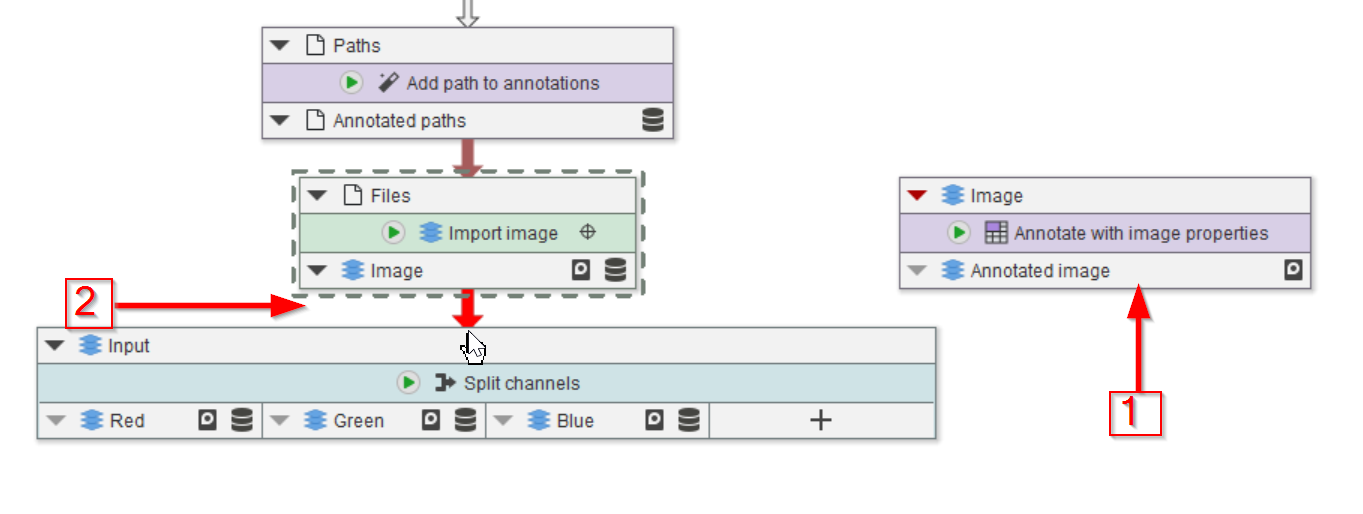 Paths
Add path to annotations
Annotated paths
Files
Import image
Image
Image
Annotate with image properties
Annotated image
2
1
Input
Split channels
Red
Green
Blue